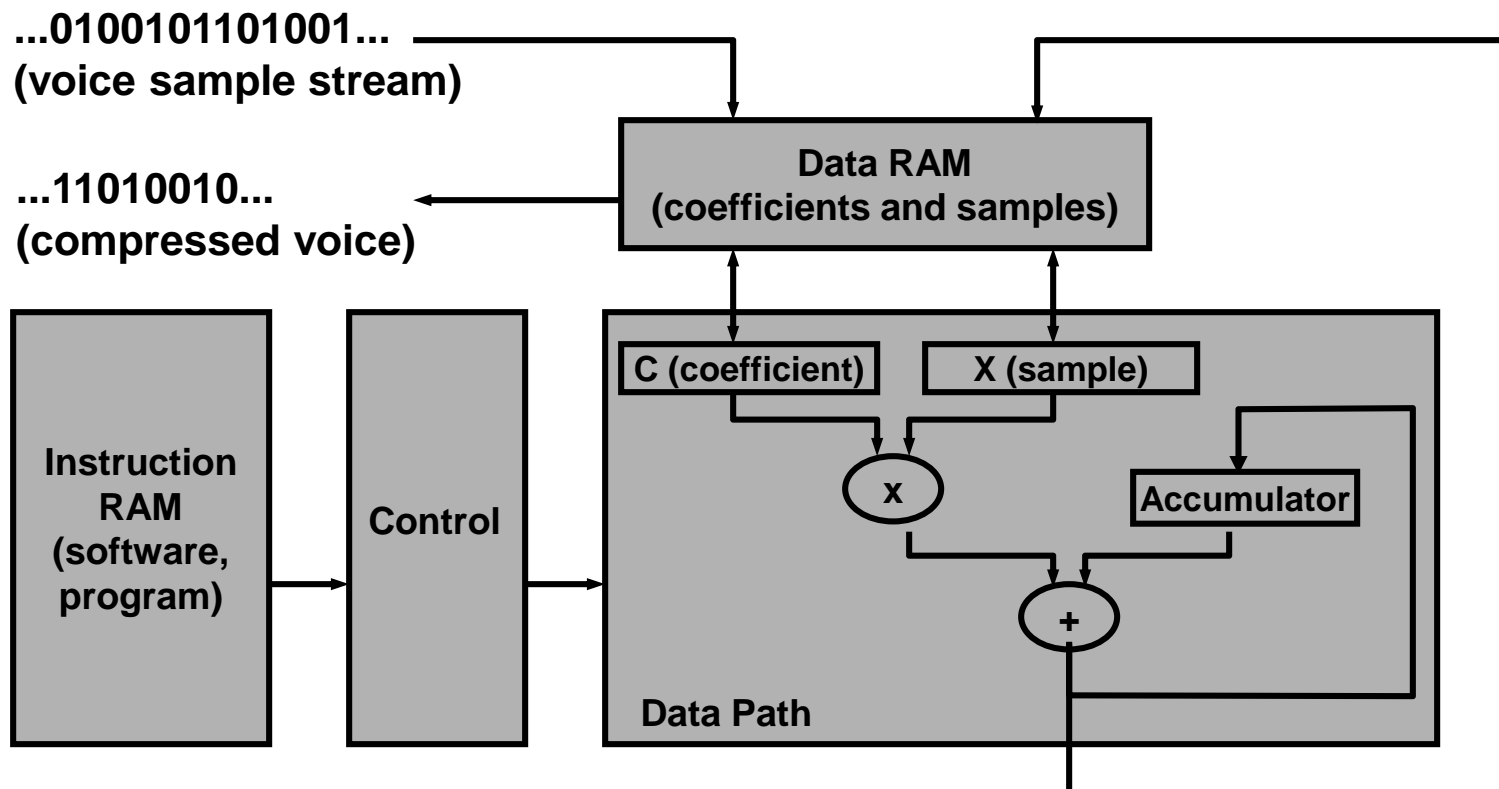 ...0100101101001...
(voice sample stream)
...11010010...
(compressed voice)
Data RAM
(coefficients and samples)
Instruction
RAM
(software,
program)
Control
C (coefficient)
X (sample)
x
Accumulator
+
Data Path